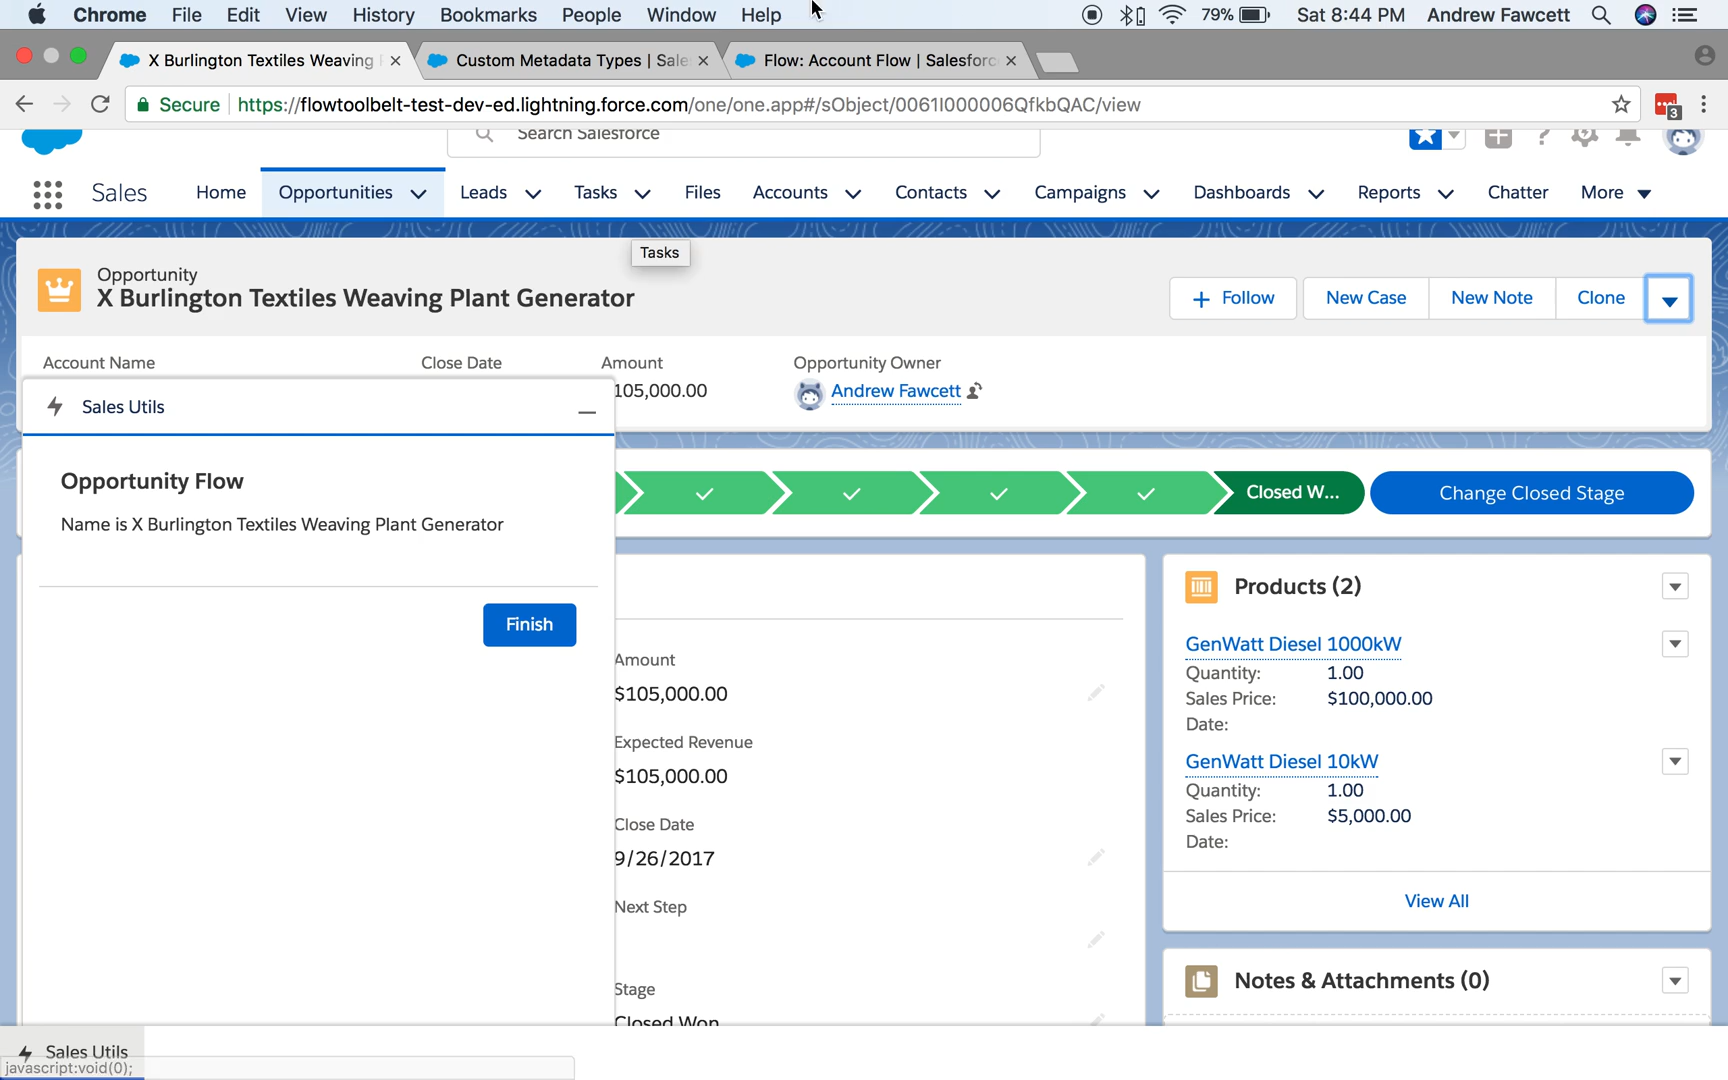 Chrome File Edit View History Bookmarks People Window Help 79% Sat 8:44 PM Andrew Fawcett
X Burlington Textiles Weaving Custom Metadata Types | Sale Flow: Account Flow | Salesforc
Secure https://flowtoolbelt-test-dev-ed.lightning.force.com/one/one.app#/sObject/0061I000006QfkbQAC/view 3
Search Salesforce
Sales Home Opportunities Leads Tasks Files Accounts Contacts Campaigns Dashboards Reports Chatter More
Tasks
Opportunity
X Burlington Textiles Weaving Plant Generator
+ Follow New Case New Note Clone
Account Name Close Date Amount Opportunity Owner
105,000.00 Andrew Fawcett
Sales Utils
Opportunity Flow
Name is X Burlington Textiles Weaving Plant Generator
Finish
Closed W... Change Closed Stage
Amount
$105,000.00
Expected Revenue
$105,000.00
Close Date
9/26/2017
Next Step
Stage
Closed Won
Products (2)
GenWatt Diesel 1000kW
Quantity: 1.00
Sales Price: $100,000.00
Date:
GenWatt Diesel 10kW
Quantity: 1.00
Sales Price: $5,000.00
Date:
View All
Notes & Attachments (0)
Sales Utils
javascript:void(0);